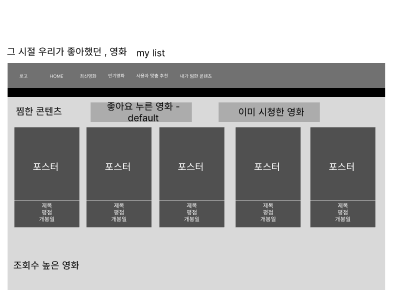 그 시절 우리가 좋아했던 , 영화 my list
로고 HOME 최신영화 인기영화 사용자 맞춤 추천 내가 찜한 콘텐츠
찜한 콘텐츠 좋아요 누른 영화 - default 이미 시청한 영화
포스터 포스터 포스터 포스터 포스터
제목 제목 제목 제목 제목
평점 평점 평점 평점 평점
개봉일 개봉일 개봉일 개봉일 개봉일
조회수 높은 영화